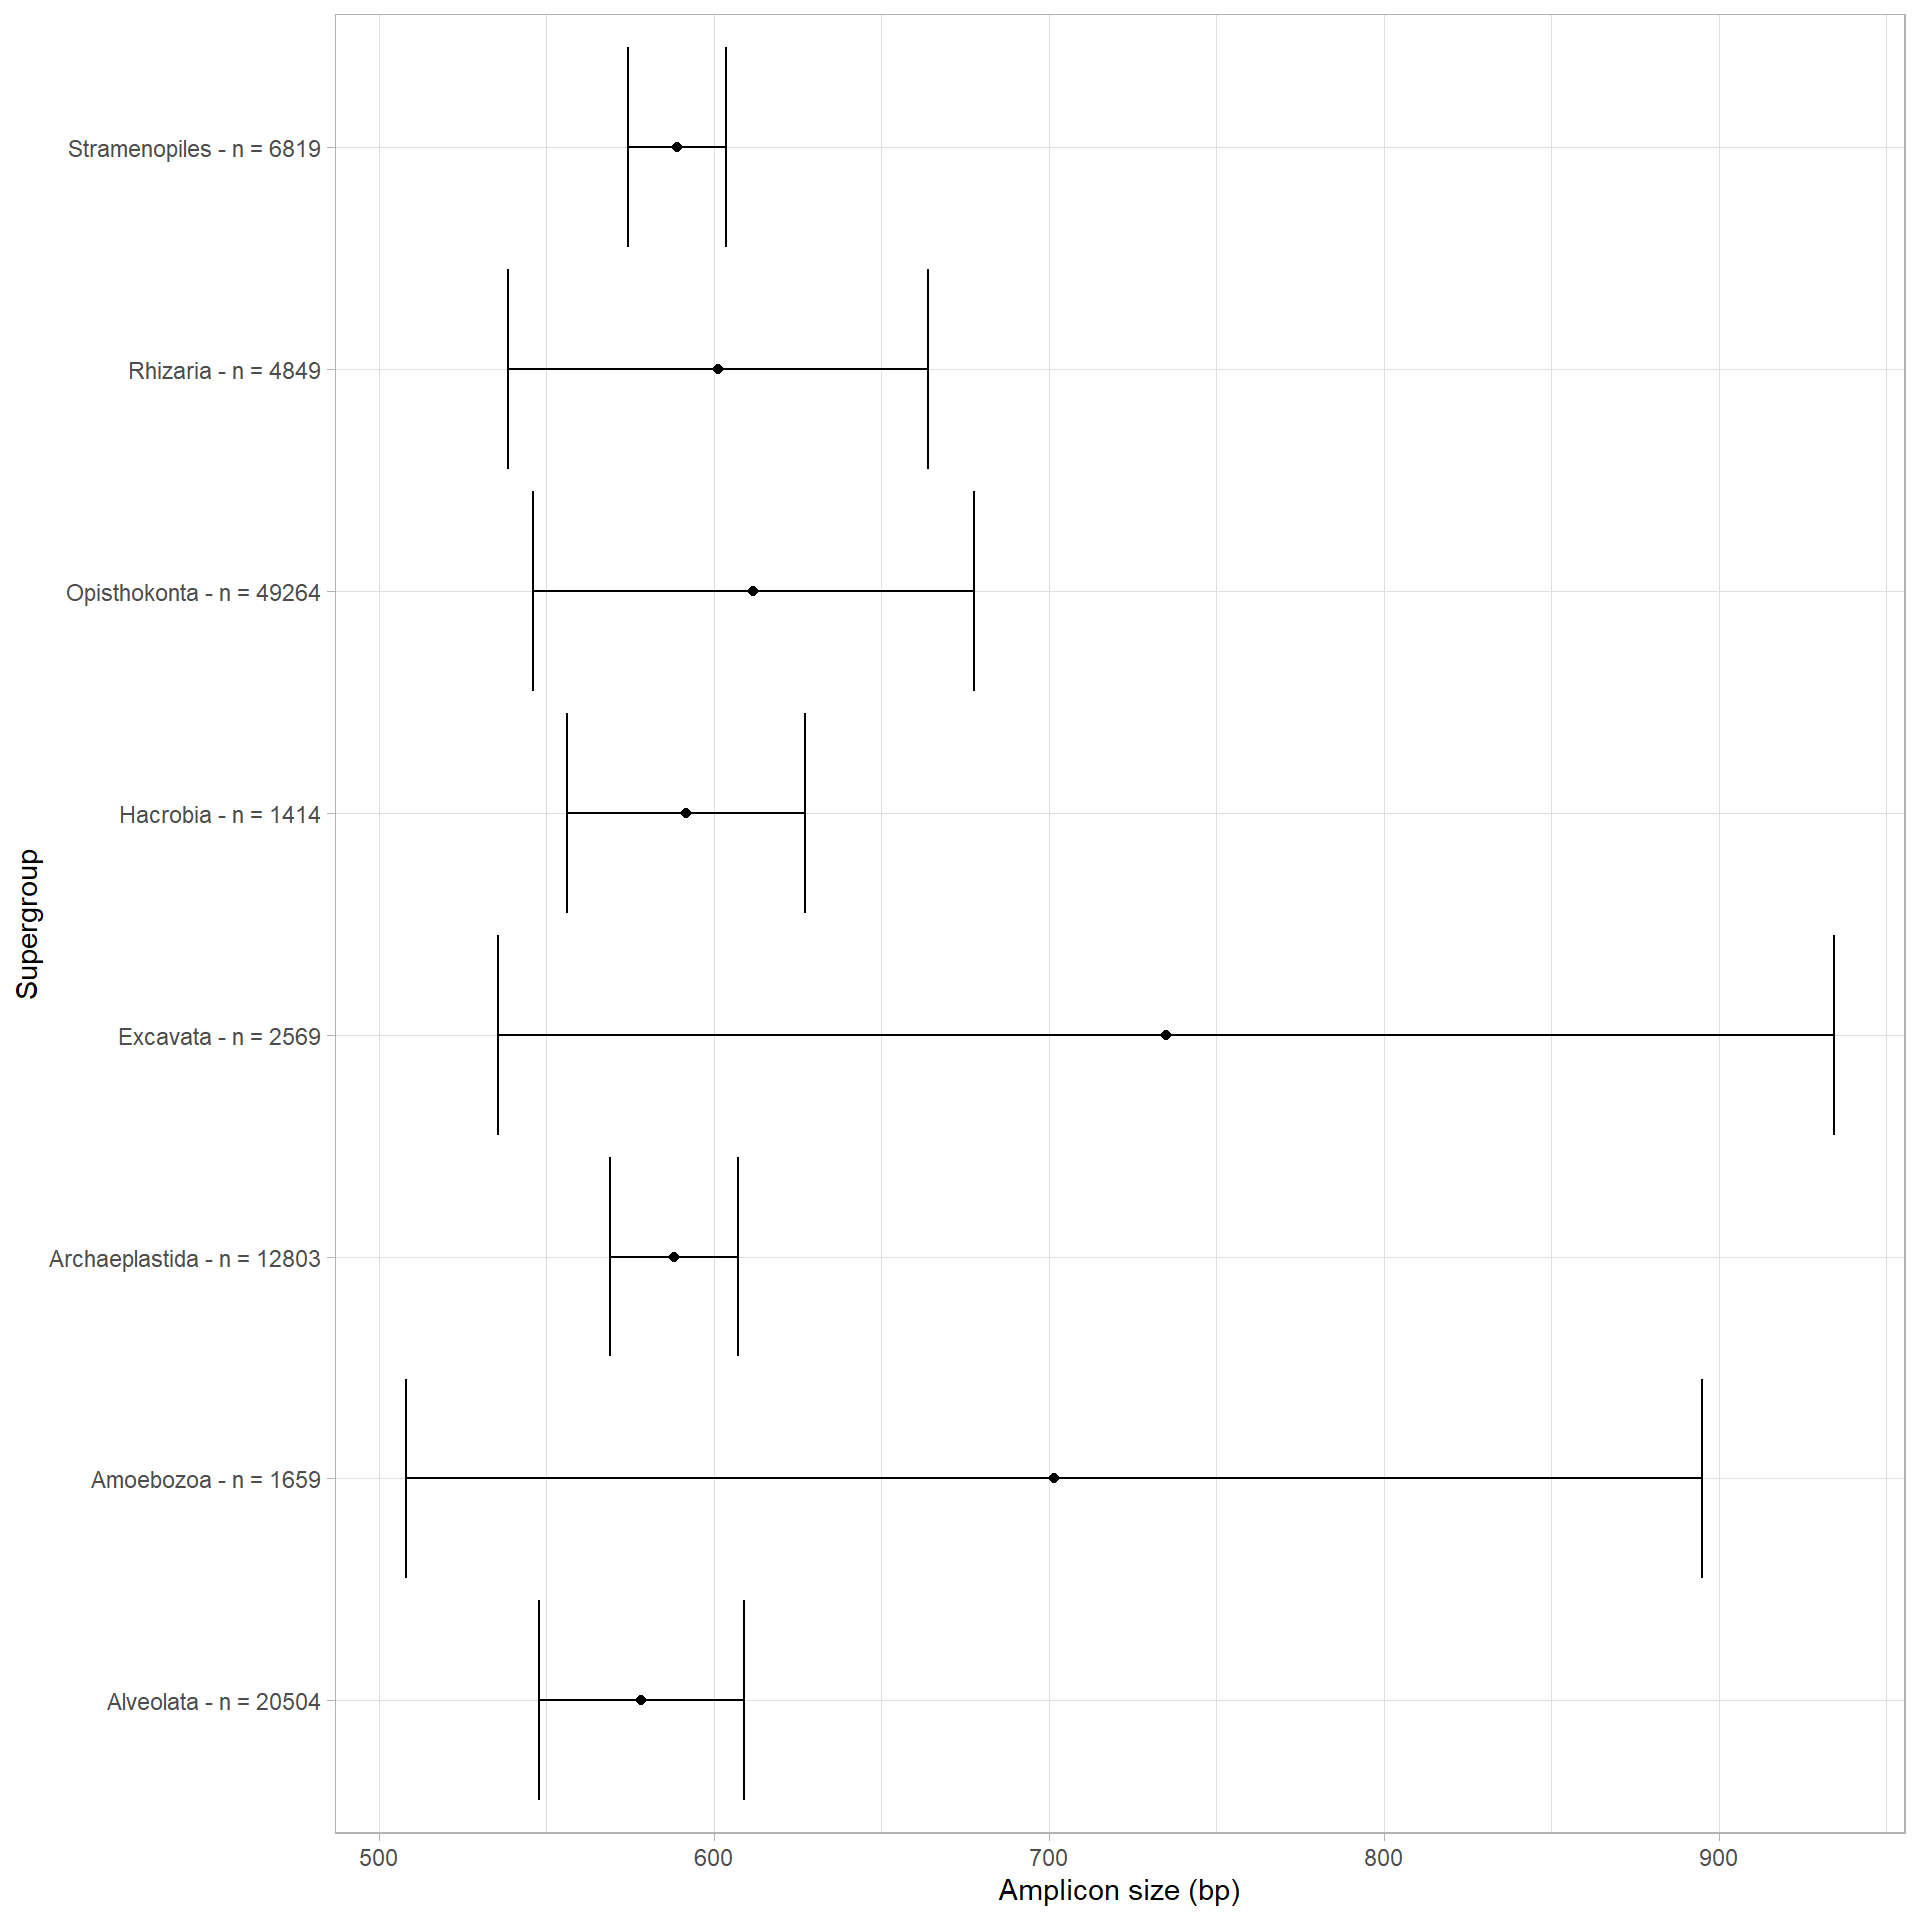 Stramenopiles - n = 6819
Rhizaria - n = 4849
Opisthokonta - n = 49264
Hacrobia - n = 1414
Supergroup
Excavata - n = 2569
Archaeplastida - n = 12803
Amoebozoa - n = 1659
Alveolata - n = 20504
500 600 700 800 900
Amplicon size (bp)